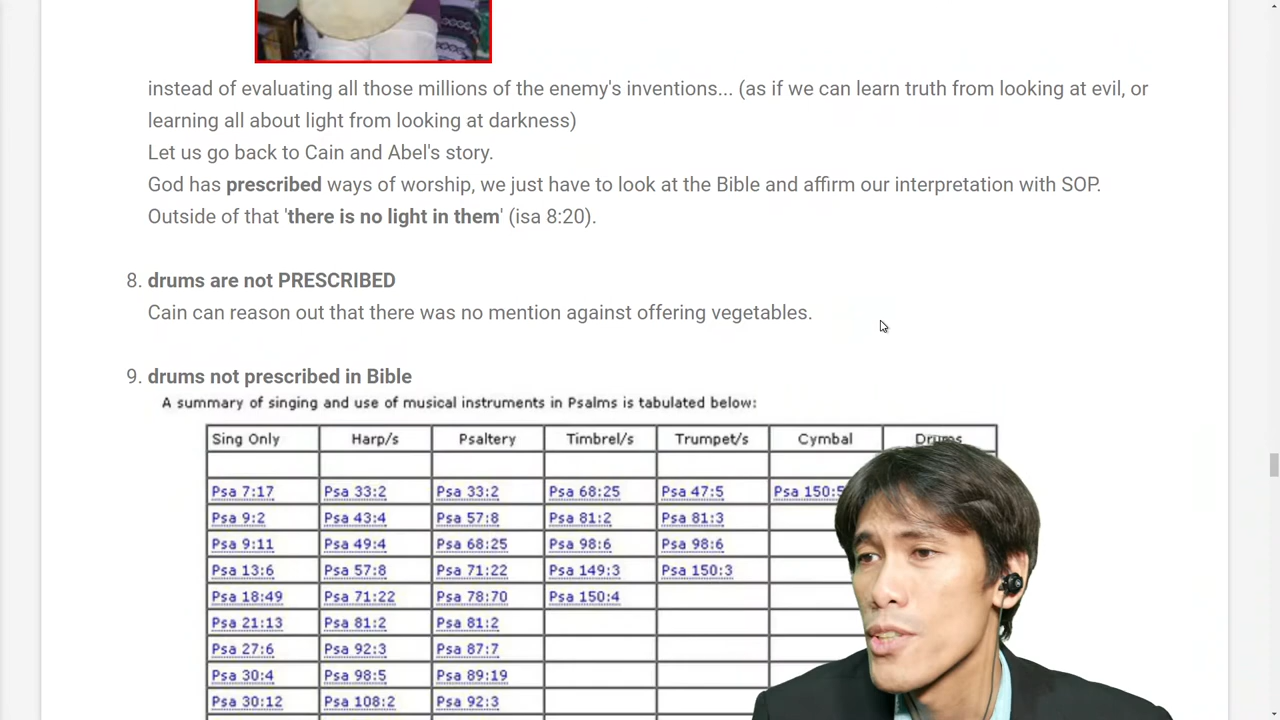 instead of evaluating all those millions of the enemy's inventions... (as if we can learn truth from looking at evil, or
learning all about light from looking at darkness)
Let us go back to Cain and Abel's story.
God has prescribed ways of worship, we just have to look at the Bible and affirm our interpretation with SOP.
Outside of that 'there is no light in them' (isa 8:20).
8. drums are not PRESCRIBED
Cain can reason out that there was no mention against offering vegetables.
9. drums not prescribed in Bible
A summary of singing and use of musical instruments in Psalms is tabulated below:
Sing Only Harp/s Psaltery Timbrel/s Trumpet/s Cymbal Drums
Psa 7:17 Psa 33:2 Psa 33:2 Psa 68:25 Psa 47:5 Psa 150:5
Psa 9:2 Psa 43:4 Psa 57:8 Psa 81:2 Psa 81:3
Psa 9:11 Psa 49:4 Psa 68:25 Psa 98:6 Psa 98:6
Psa 13:6 Psa 57:8 Psa 71:22 Psa 149:3 Psa 150:3
Psa 18:49 Psa 71:22 Psa 78:70 Psa 150:4
Psa 21:13 Psa 81:2 Psa 81:2
Psa 27:6 Psa 92:3 Psa 87:7
Psa 30:4 Psa 98:5 Psa 89:19
Psa 30:12 Psa 108:2 Psa 92:3